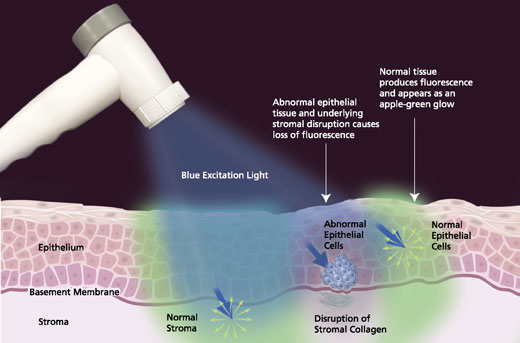 Normal tissue
produces fluorescence
and appears as an
apple-green glow
Abnormal epithelial
tissue and underlying
stromal disruption causes
loss of fluorescence
Blue Excitation Light
Abnormal
Epithelial
Cells
Normal
Epithelial
Cells
Epithelium
Basement Membrane
Stroma
Normal
Stroma
Disruption of
Stromal Collagen